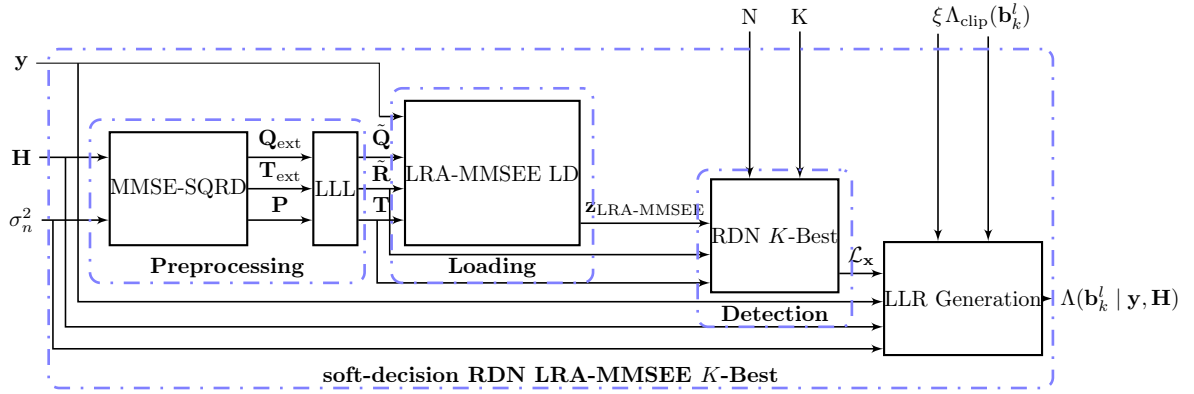 N K ξ Λ_clip(b_k^l)
y
H
σ_n^2
MMSE-SQRD
Q_ext
T_ext
P
LLL
Q̃
R̃
T
Preprocessing
LRA-MMSEE LD
Loading
z_LRA-MMSEE
RDN K-Best
Detection
ℒ_x
LLR Generation
Λ(b_k^l | y, H)
soft-decision RDN LRA-MMSEE K-Best